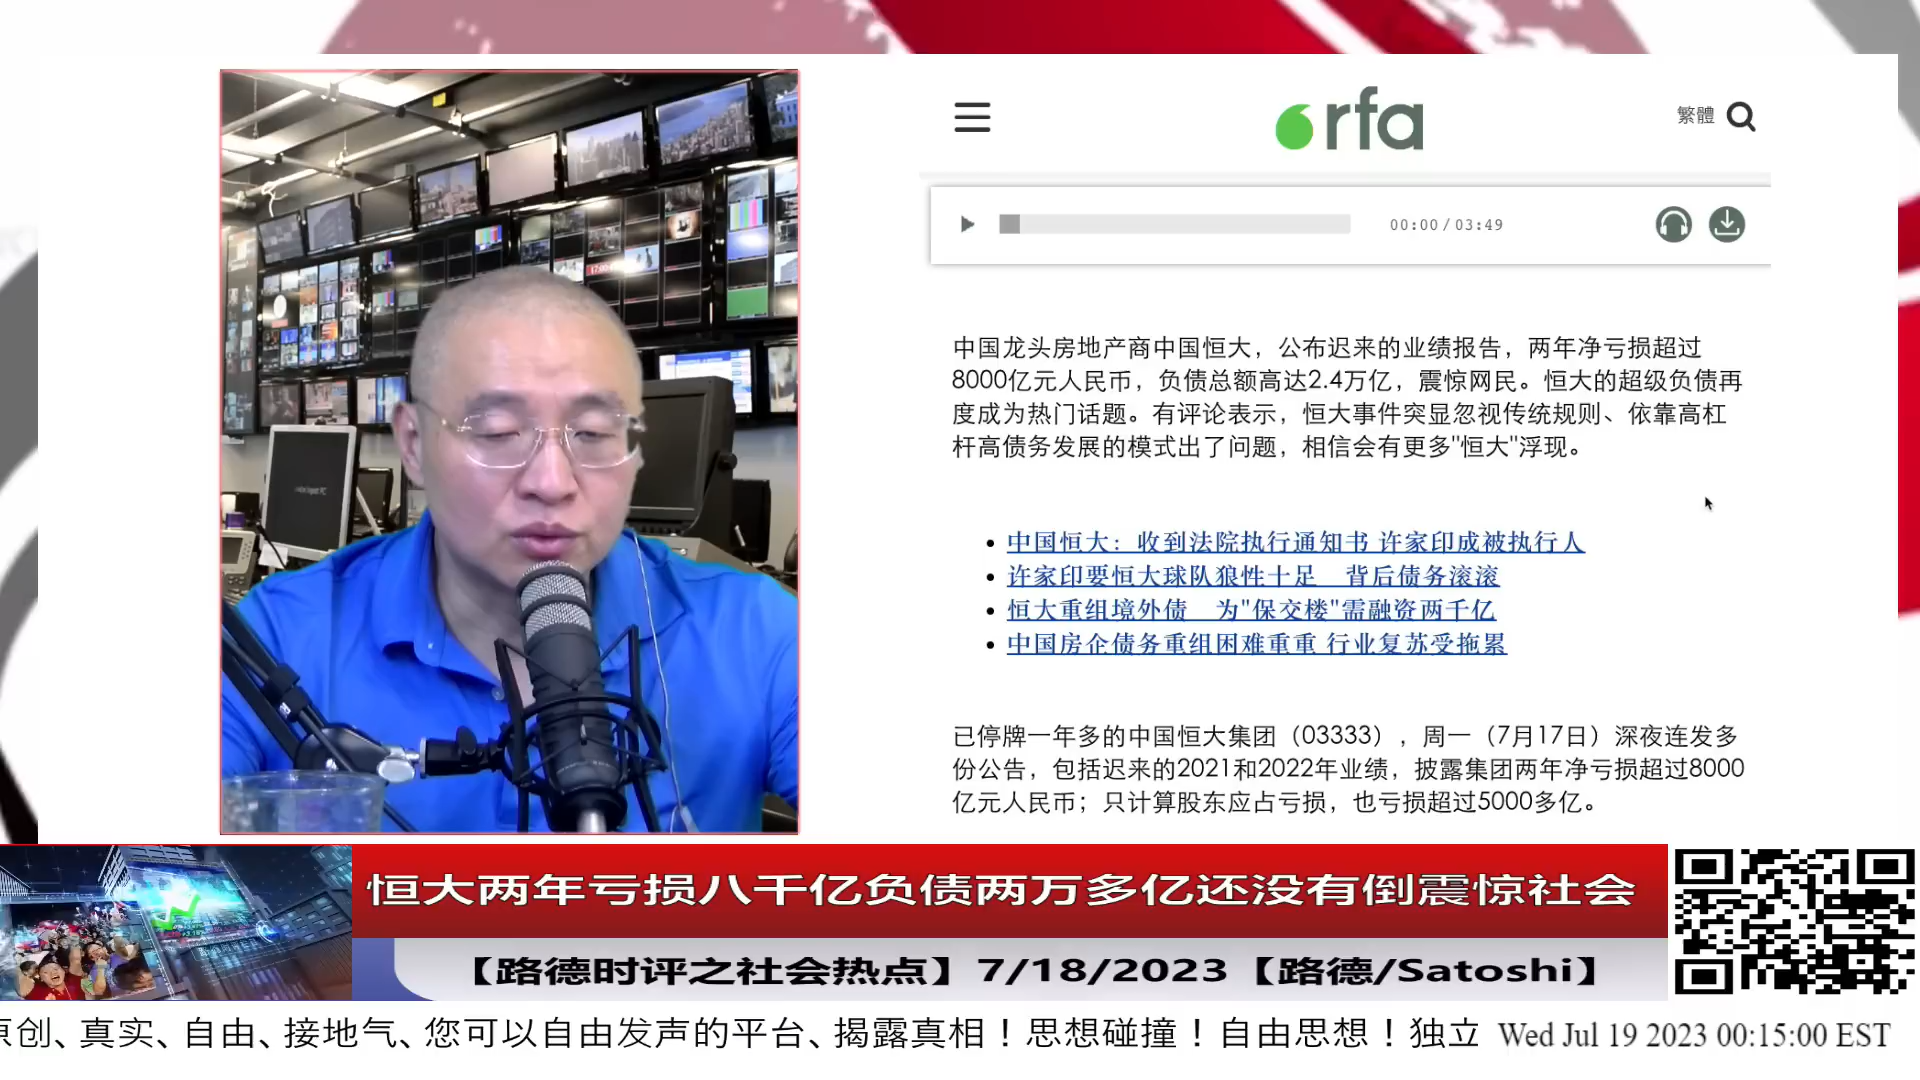 rfa
繁體
00:00 / 03:49
中国龙头房地产商中国恒大，公布迟来的业绩报告，两年净亏损超过
8000亿元人民币，负债总额高达2.4万亿，震惊网民。恒大的超级负债再
度成为热门话题。有评论表示，恒大事件突显忽视传统规则、依靠高杠
杆高债务发展的模式出了问题，相信会有更多"恒大"浮现。
中国恒大：收到法院执行通知书 许家印成被执行人
许家印要恒大球队狼性十足　背后债务滚滚
恒大重组境外债　为"保交楼"需融资两千亿
中国房企债务重组困难重重 行业复苏受拖累
已停牌一年多的中国恒大集团（03333），周一（7月17日）深夜连发多
份公告，包括迟来的2021和2022年业绩，披露集团两年净亏损超过8000
亿元人民币；只计算股东应占亏损，也亏损超过5000多亿。
恒大两年亏损八千亿负债两万多亿还没有倒震惊社会
【路德时评之社会热点】7/18/2023【路德/Satoshi】
原创、真实、自由、接地气、您可以自由发声的平台、揭露真相！思想碰撞！自由思想！独立
Wed Jul 19 2023 00:15:00 EST